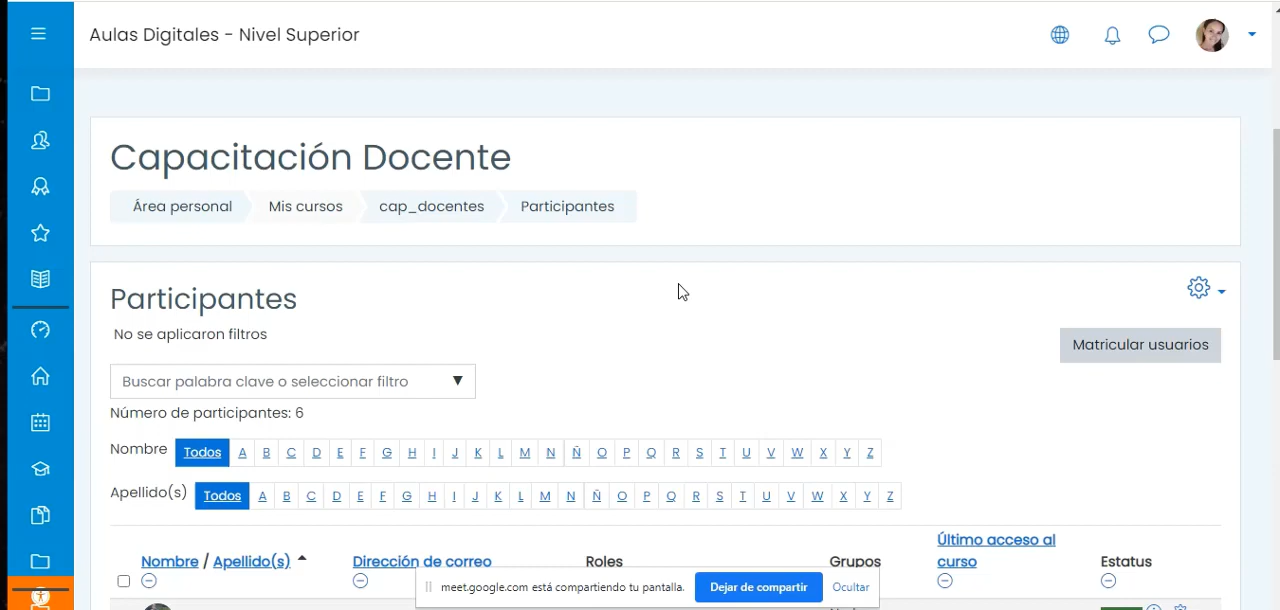 Aulas Digitales - Nivel Superior
Capacitación Docente
Área personal Mis cursos cap_docentes Participantes
Participantes
No se aplicaron filtros
Matricular usuarios
Buscar palabra clave o seleccionar filtro ▼
Número de participantes: 6
Nombre Todos A B C D E F G H I J K L M N Ñ O P Q R S T U V W X Y Z
Apellido(s) Todos A B C D E F G H I J K L M N Ñ O P Q R S T U V W X Y Z
Nombre / Apellido(s) Dirección de correo Roles Grupos Último acceso al curso Estatus
meet.google.com está compartiendo tu pantalla. Dejar de compartir Ocultar